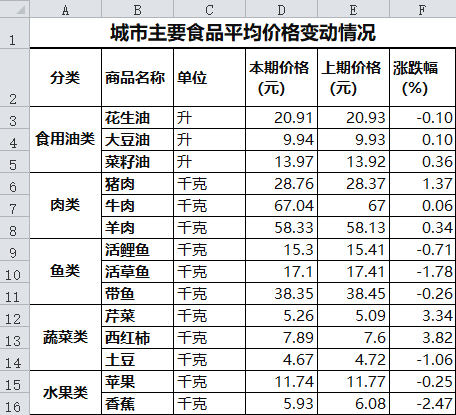 A B C D E F
1 城市主要食品平均价格变动情况
2 分类 商品名称 单位 本期价格（元） 上期价格（元） 涨跌幅（%）
3 食用油类 花生油 升 20.91 20.93 -0.10
4 大豆油 升 9.94 9.93 0.10
5 菜籽油 升 13.97 13.92 0.36
6 肉类 猪肉 千克 28.76 28.37 1.37
7 牛肉 千克 67.04 67 0.06
8 羊肉 千克 58.33 58.13 0.34
9 鱼类 活鲤鱼 千克 15.3 15.41 -0.71
10 活草鱼 千克 17.1 17.41 -1.78
11 带鱼 千克 38.35 38.45 -0.26
12 蔬菜类 芹菜 千克 5.26 5.09 3.34
13 西红柿 千克 7.89 7.6 3.82
14 土豆 千克 4.67 4.72 -1.06
15 水果类 苹果 千克 11.74 11.77 -0.25
16 香蕉 千克 5.93 6.08 -2.47